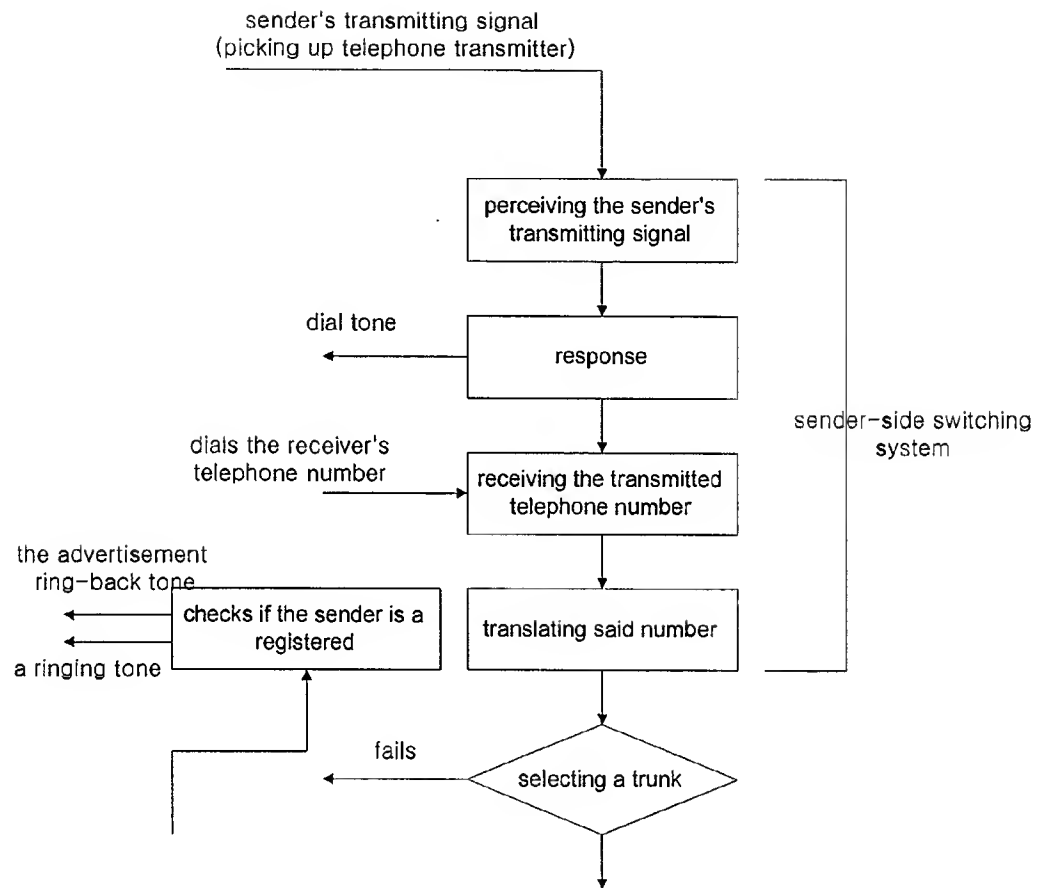 sender's transmitting signal
(picking up telephone transmitter)
perceiving the sender's
transmitting signal
dial tone
response
sender-side switching
system
dials the receiver's
telephone number
receiving the transmitted
telephone number
the advertisement
ring-back tone
checks if the sender is a
registered
translating said number
a ringing tone
fails
selecting a trunk